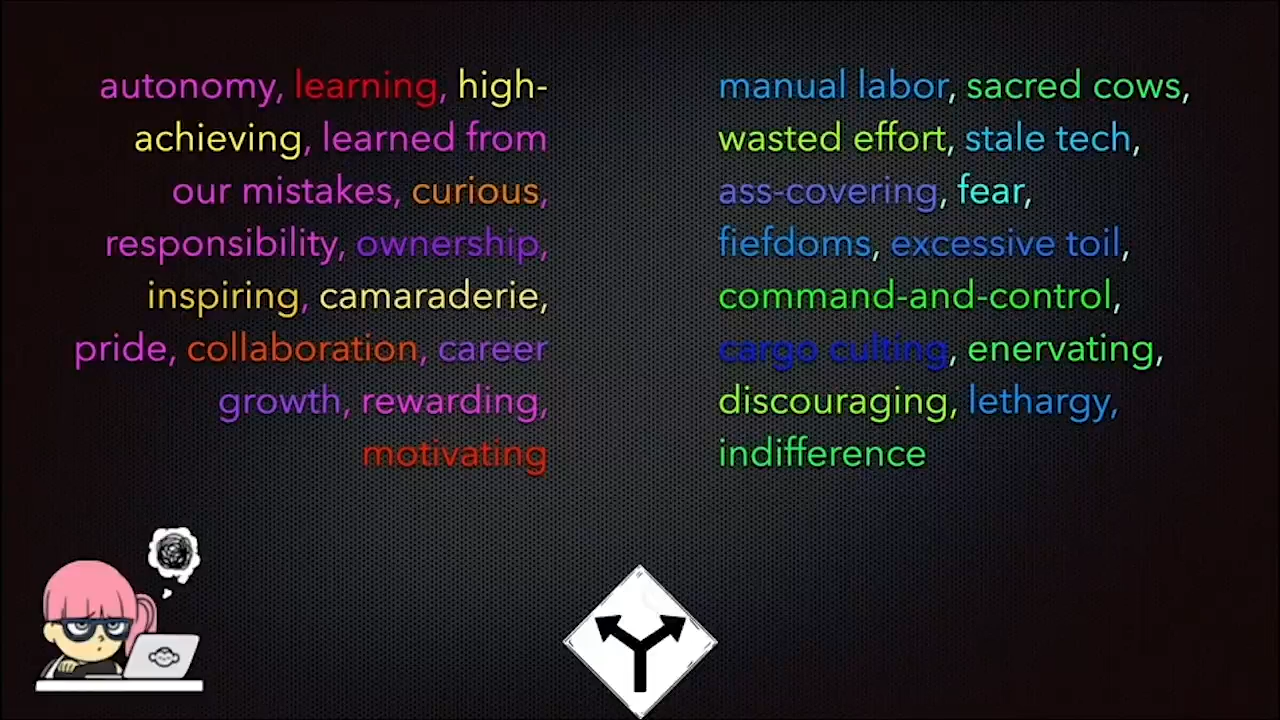 autonomy, learning, high-
achieving, learned from
our mistakes, curious,
responsibility, ownership,
inspiring, camaraderie,
pride, collaboration, career
growth, rewarding,
motivating
manual labor, sacred cows,
wasted effort, stale tech,
ass-covering, fear,
fiefdoms, excessive toil,
command-and-control,
cargo culting, enervating,
discouraging, lethargy,
indifference